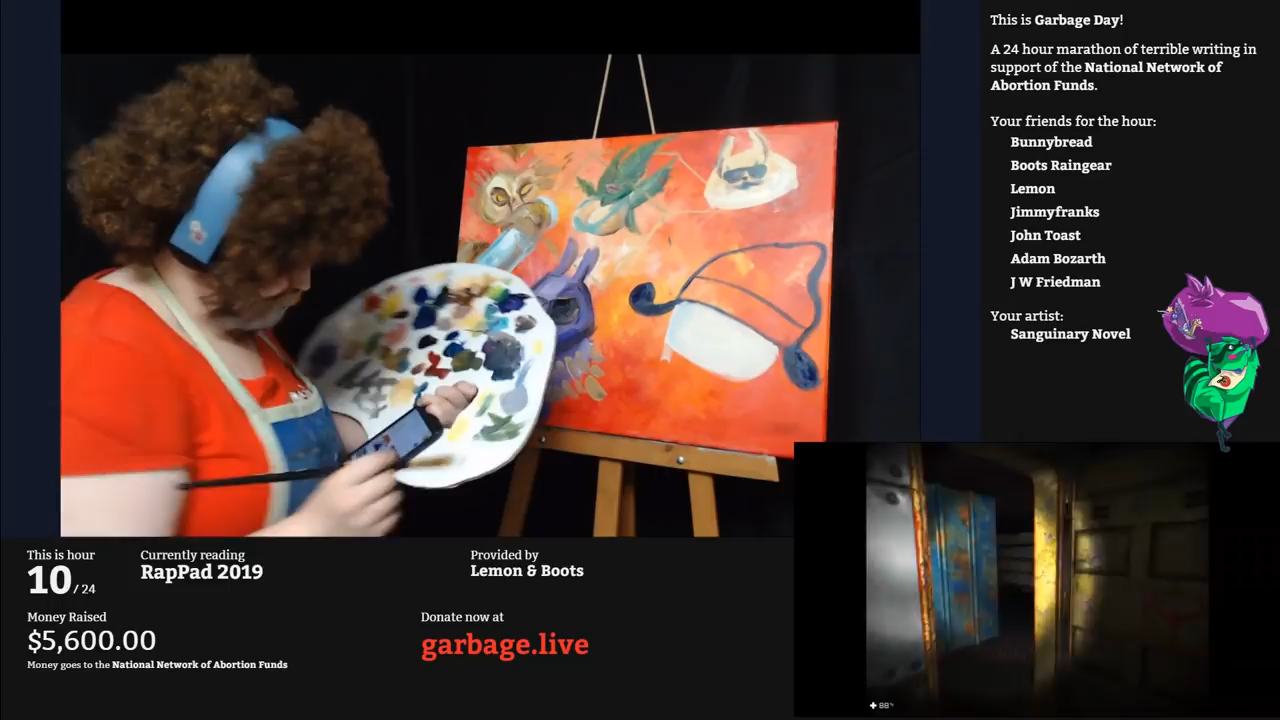 This is Garbage Day!
A 24 hour marathon of terrible writing in
support of the National Network of
Abortion Funds.
Your friends for the hour:
Bunnybread
Boots Raingear
Lemon
Jimmyfranks
John Toast
Adam Bozarth
J W Friedman
Your artist:
Sanguinary Novel
This is hour
10 / 24
Currently reading
RapPad 2019
Provided by
Lemon & Boots
Money Raised
$5,600.00
Money goes to the National Network of Abortion Funds
Donate now at
garbage.live
88%